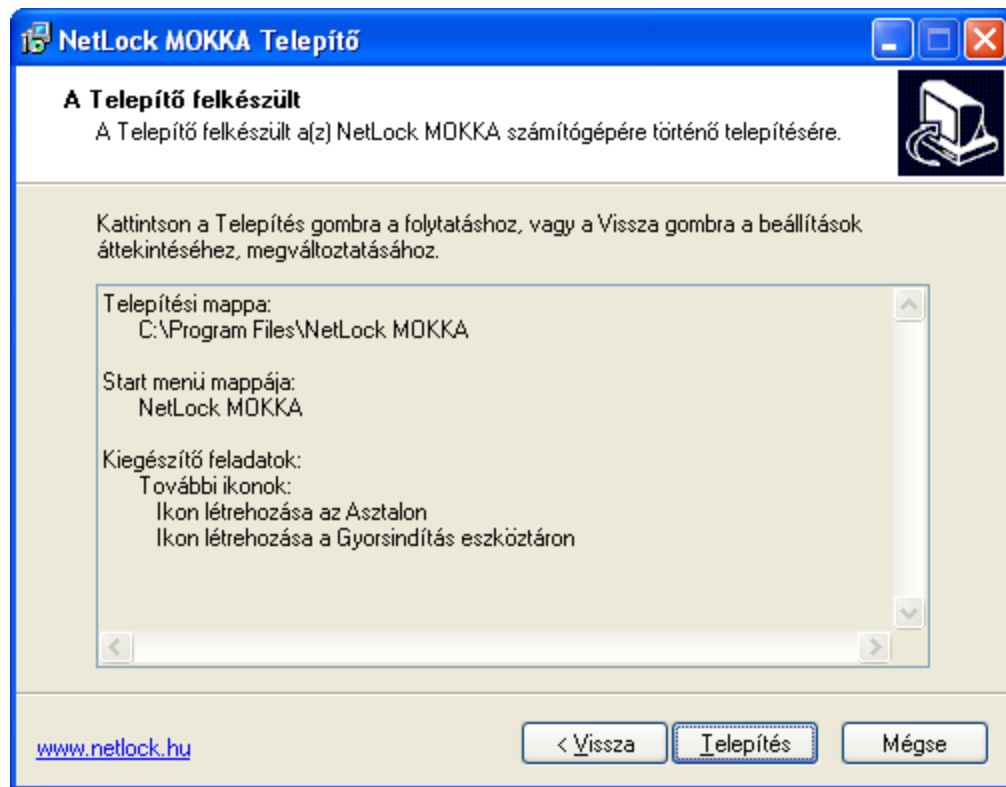 NetLock MOKKA Telepítő
A Telepítő felkészült
A Telepítő felkészült a(z) NetLock MOKKA számítógépére történő telepítésére.
Kattintson a Telepítés gombra a folytatáshoz, vagy a Vissza gombra a beállítások
áttekintéséhez, megváltoztatásához.
Telepítési mappa:
C:\Program Files\NetLock MOKKA
Start menü mappája:
NetLock MOKKA
Kiegészítő feladatok:
További ikonok:
Ikon létrehozása az Asztalon
Ikon létrehozása a Gyorsindítás eszköztáron
www.netlock.hu
< Vissza
Telepítés
Mégse